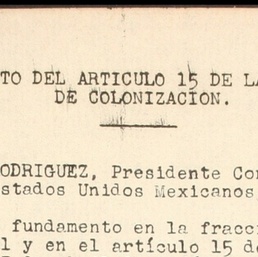 TO DEL ARTICULO 15 DE LA
DE COLONIZACION.
ODRIGUEZ, Presidente Con
stados Unidos Mexicanos
fundamento en la fracci
l y en el artículo 15 de